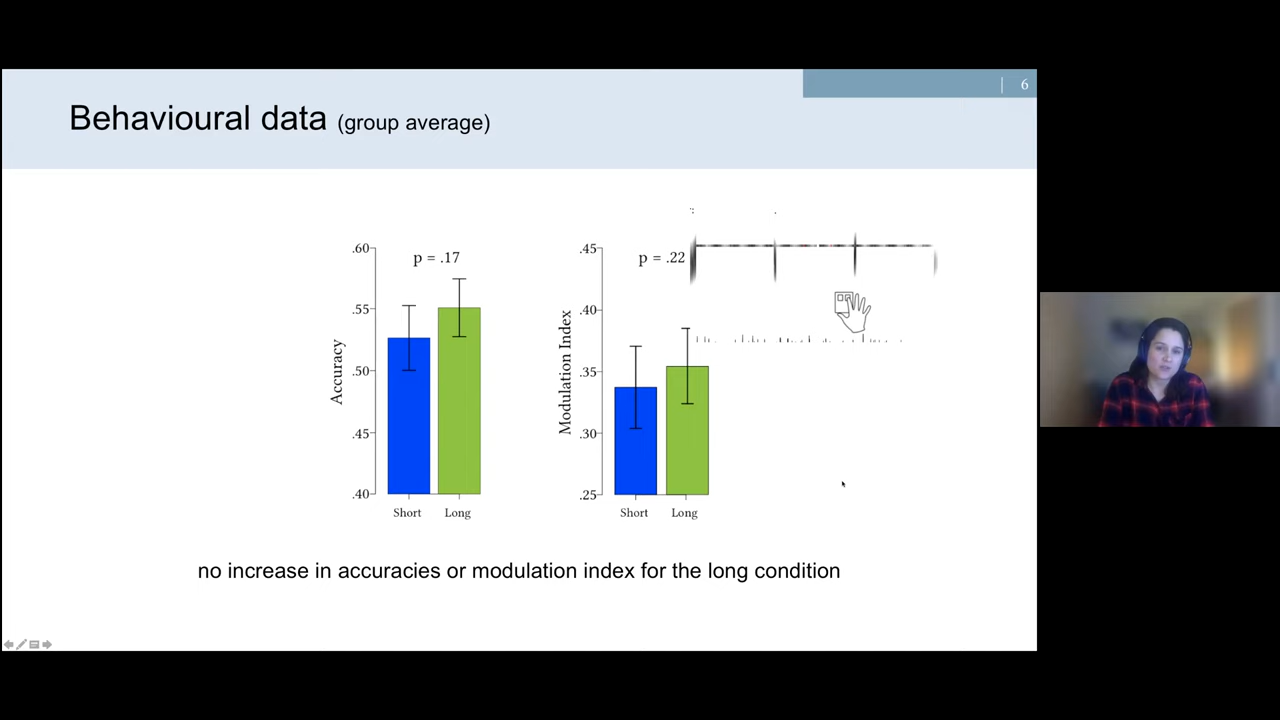 6
Behavioural data (group average)
p = .17
.60
.55
.50
.45
.40
Accuracy
Short Long
p = .22
.45
.40
.35
.30
.25
Modulation Index
Short Long
no increase in accuracies or modulation index for the long condition